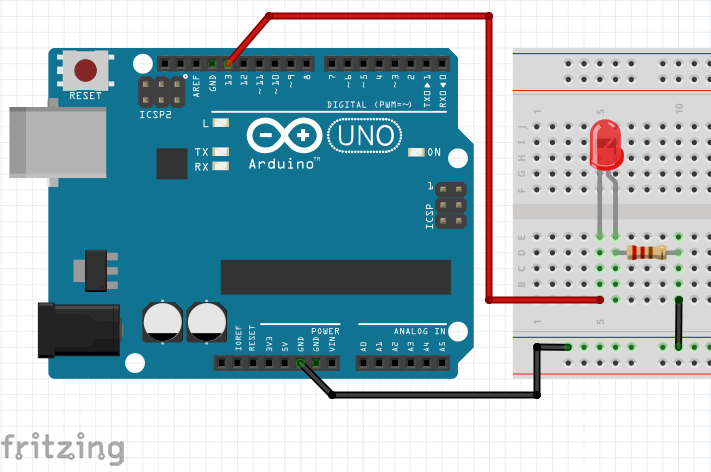 RESET
ICSP2
AREF
GND
13
12
~11
~10
~9
8
7
~6
~5
4
~3
2
TXD▶1
RXD◀0
DIGITAL (PWM=~)
L
TX
RX
UNO
Arduino™
ON
1
ICSP
IOREF
RESET
3V3
5V
GND
GND
VIN
POWER
ANALOG IN
A0
A1
A2
A3
A4
A5
1
5
10
J
I
H
G
F
E
D
C
B
A
1
5
fritzing